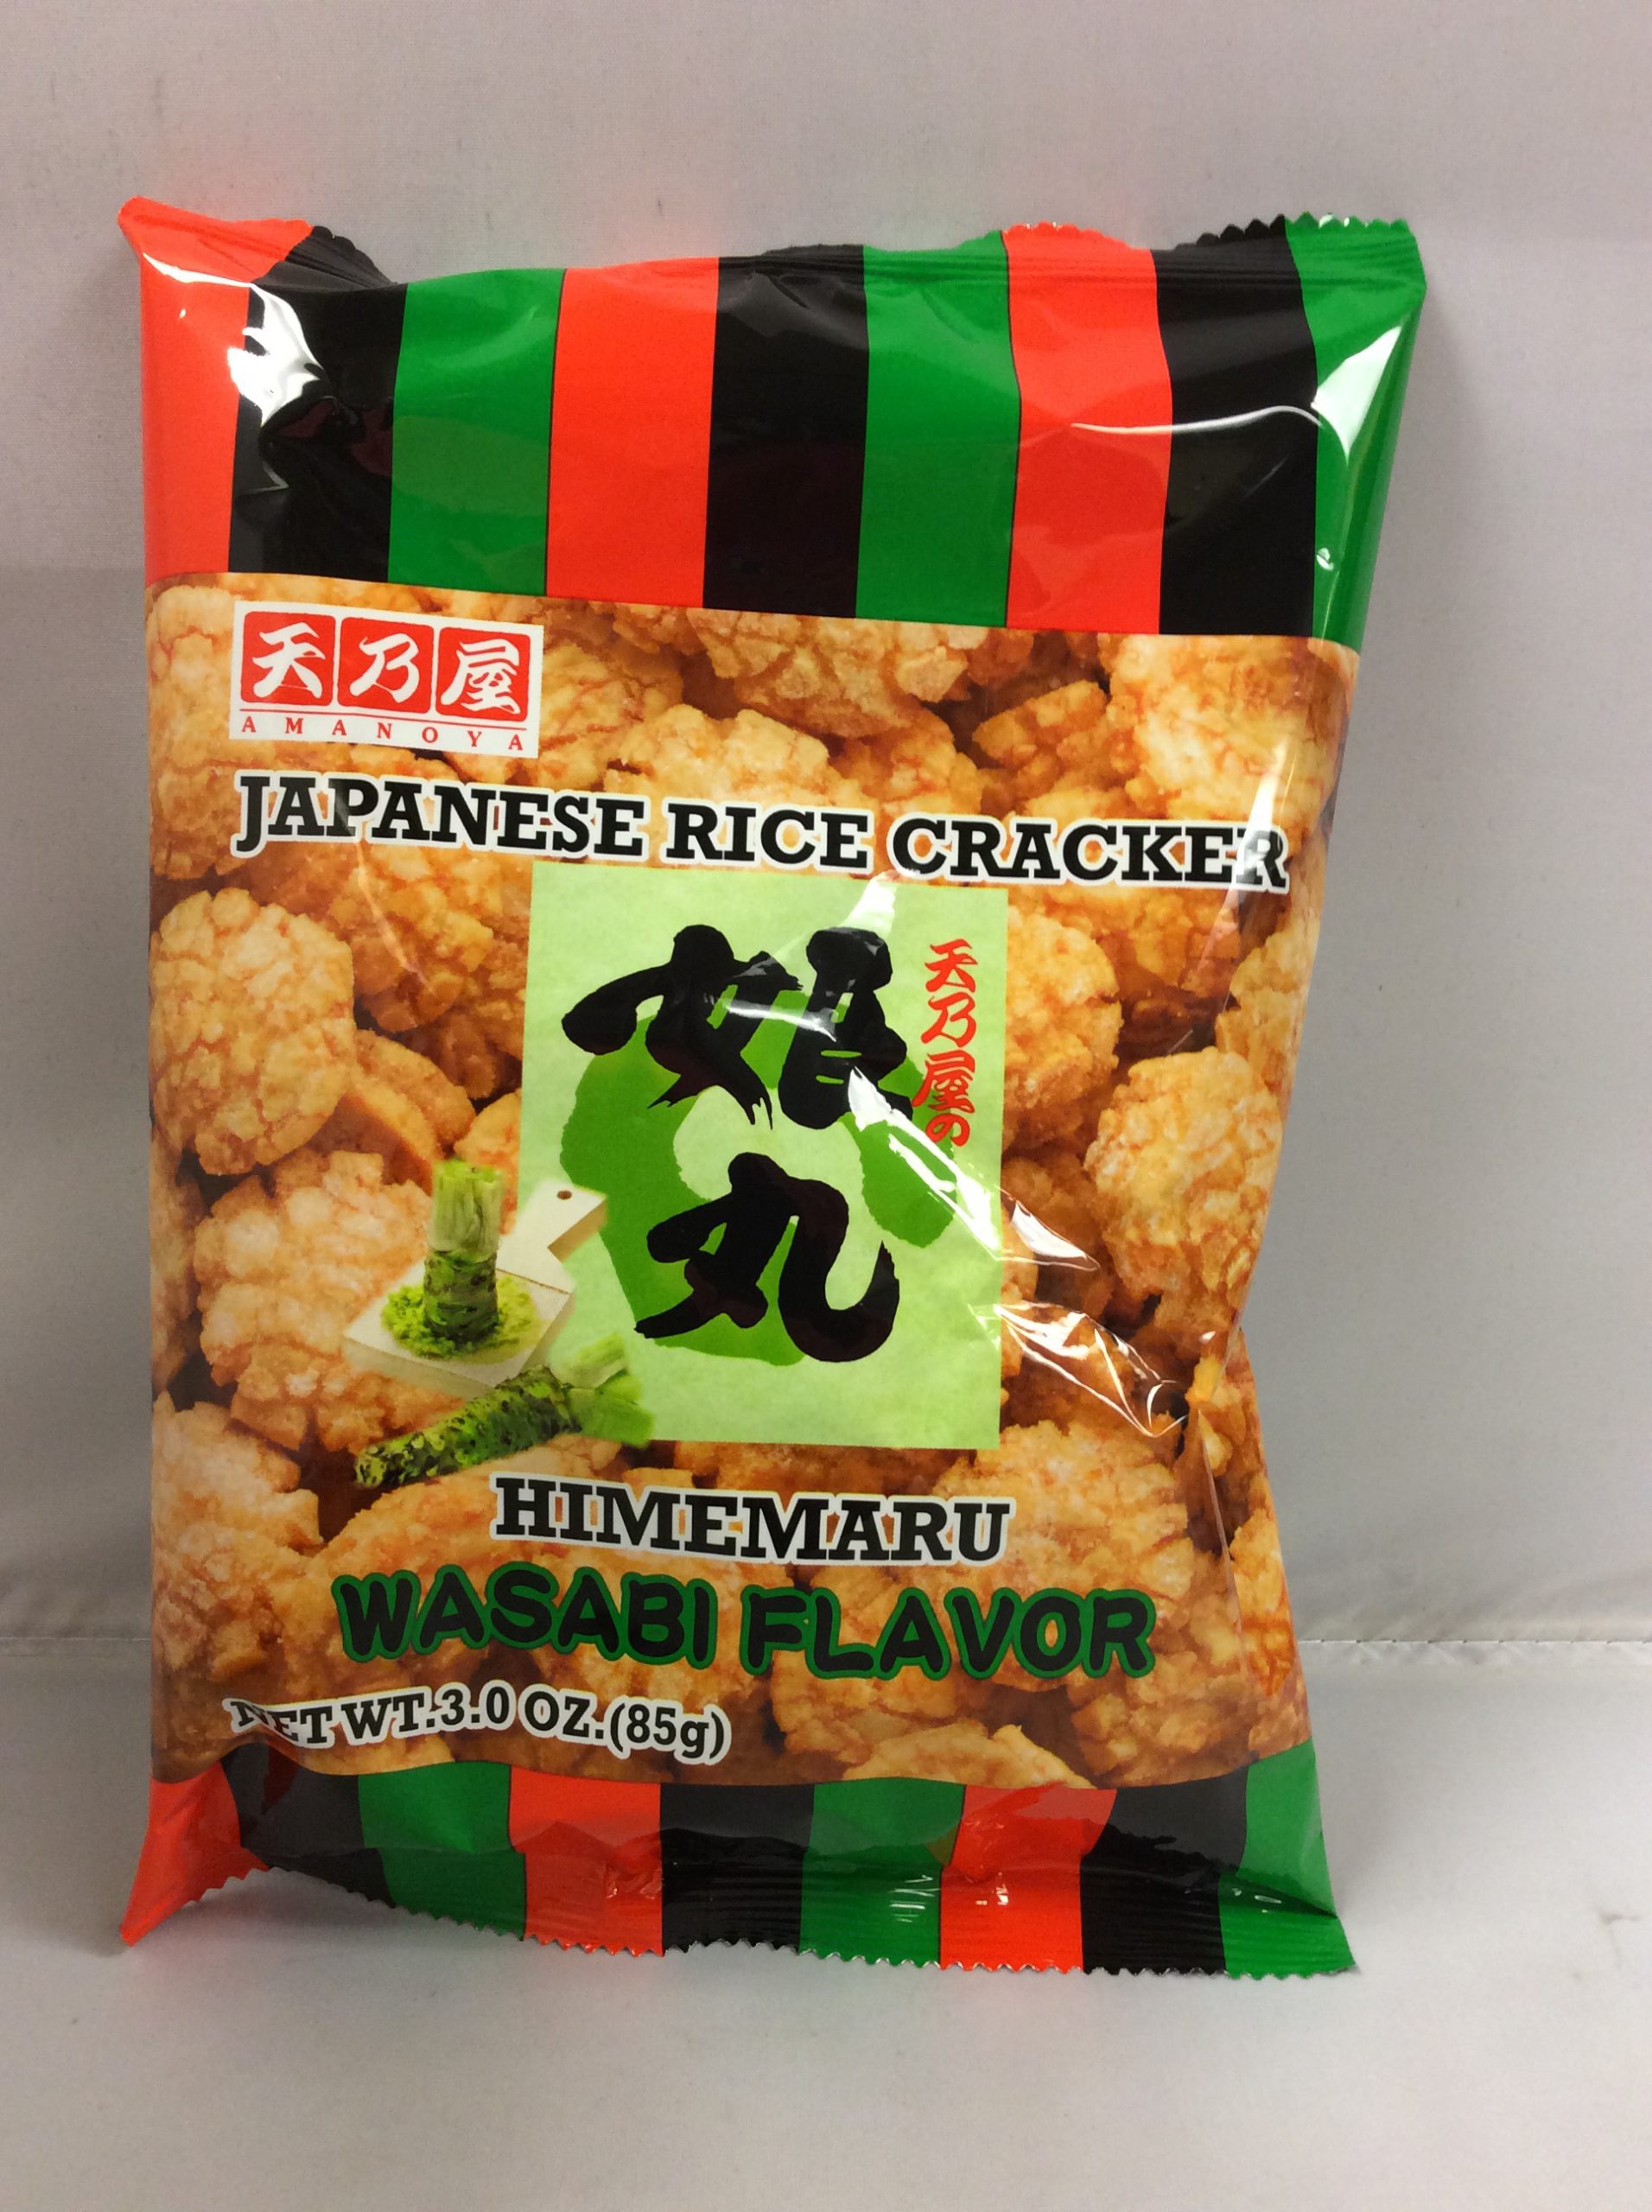 天乃屋
AMANOYA
JAPANESE RICE CRACKER
天乃屋の
姫丸
HIMEMARU
WASABI FLAVOR
NET WT.3.0 OZ.(85g)